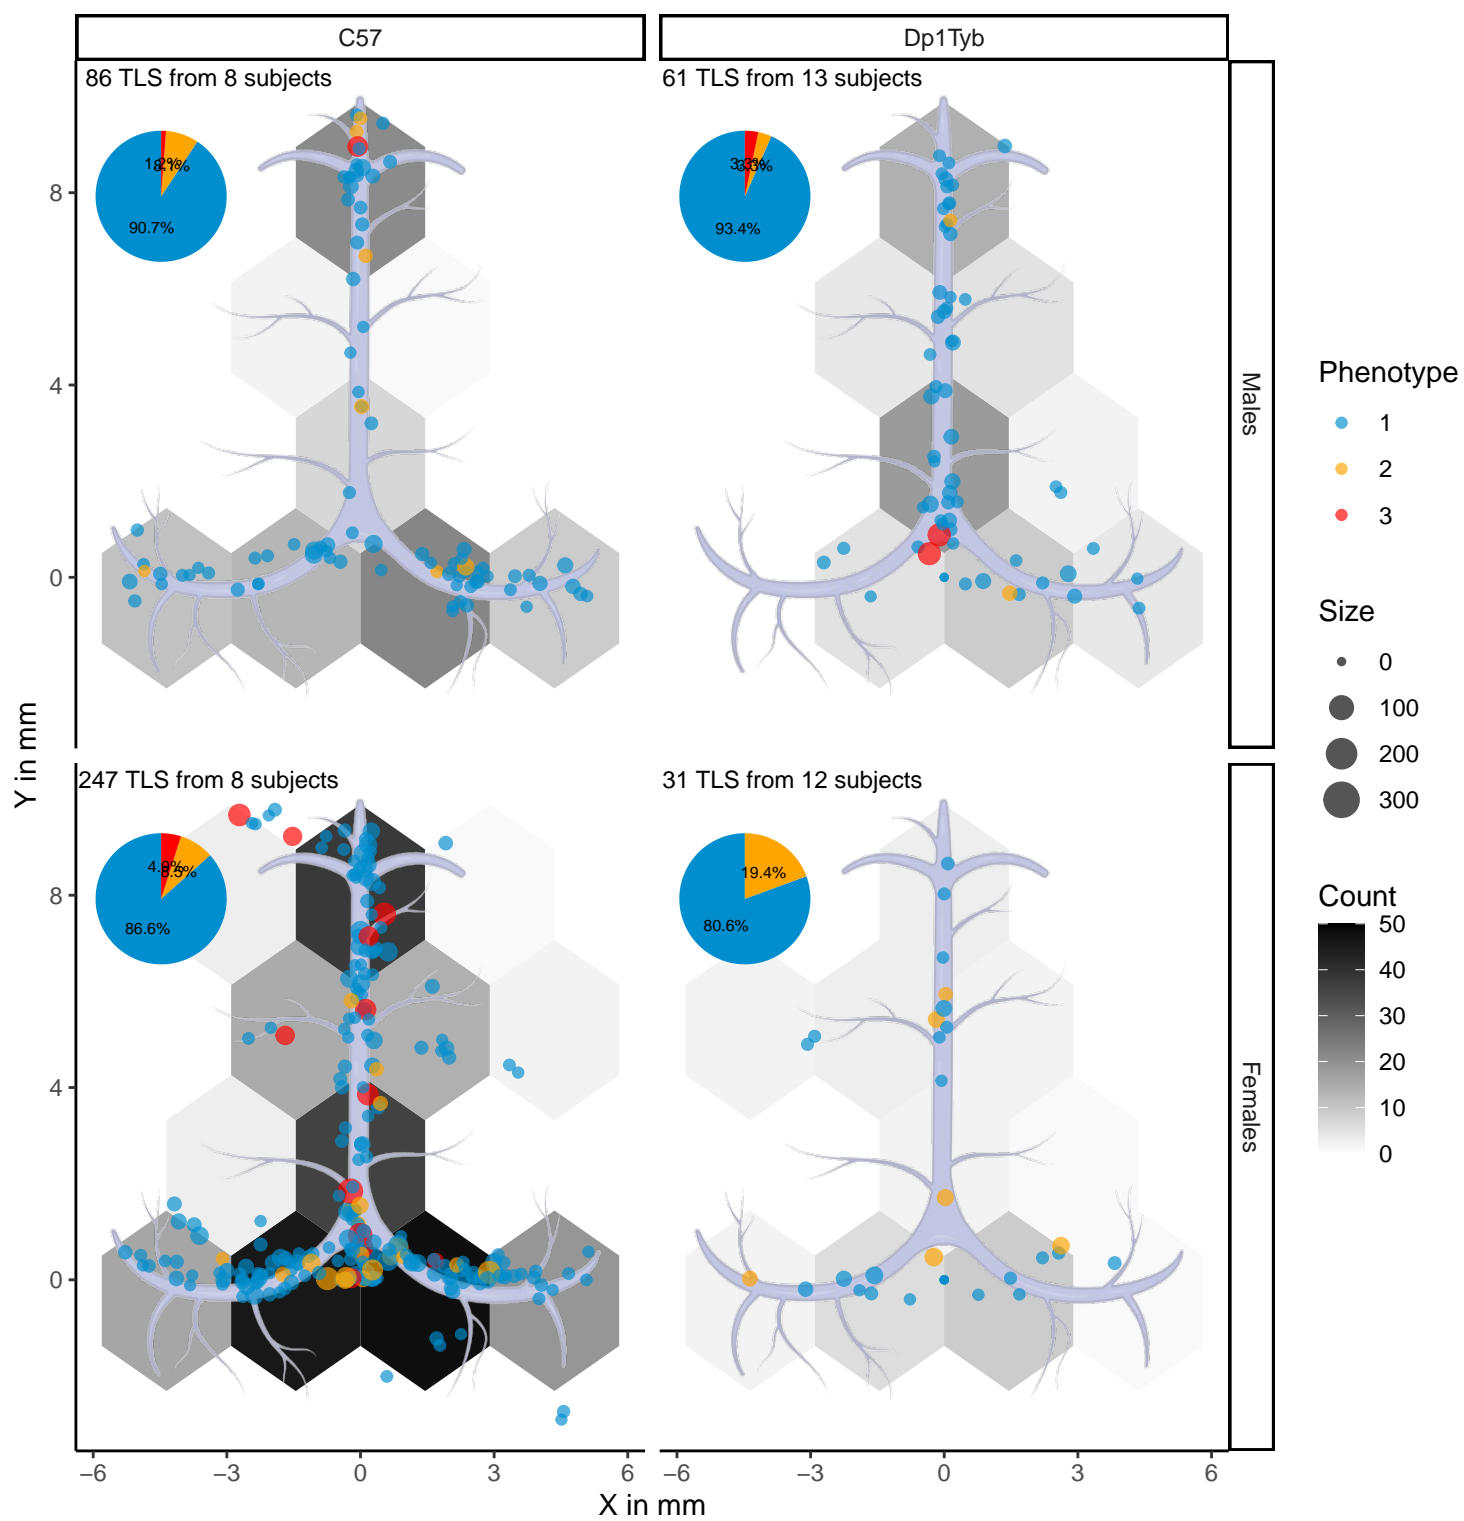 C57
Dp1Tyb
86 TLS from 8 subjects
61 TLS from 13 subjects
90.7%
93.4%
Males
247 TLS from 8 subjects
31 TLS from 12 subjects
86.6%
19.4%
80.6%
Females
8
4
0
8
4
0
Y in mm
−6
−3
0
3
6
−6
−3
0
3
6
X in mm
Phenotype
1
2
3
Size
0
100
200
300
Count
50
40
30
20
10
0